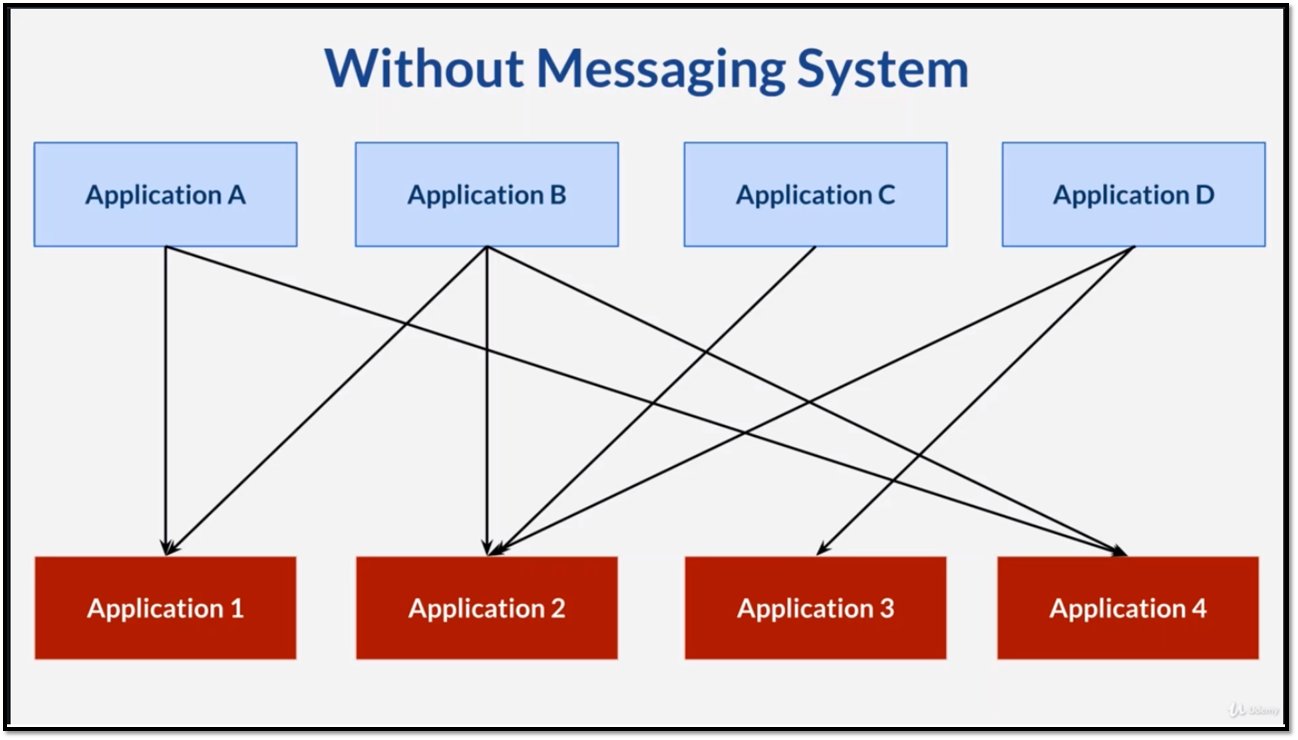 Without Messaging System
Application A
Application B
Application C
Application D
Application 1
Application 2
Application 3
Application 4
Udemy